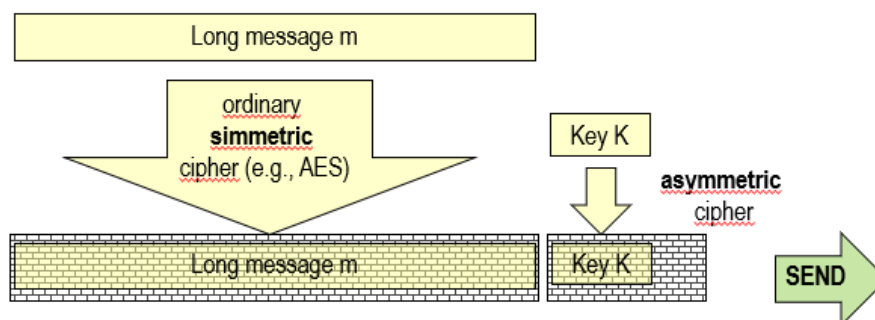 Long message m
ordinary
simmetric
cipher (e.g., AES)
Key K
asymmetric
cipher
Long message m
Key K
SEND